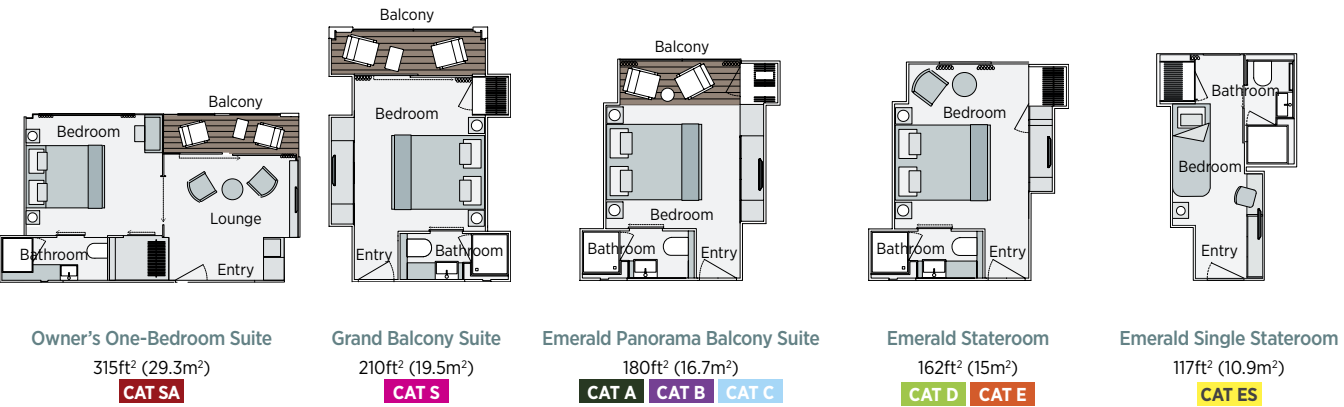 Balcony
Bedroom
Lounge
Bathroom
Entry
Owner's One-Bedroom Suite
315ft² (29.3m²)
CAT SA
Balcony
Bedroom
Entry
Bathroom
Grand Balcony Suite
210ft² (19.5m²)
CAT S
Balcony
Bedroom
Bathroom
Entry
Emerald Panorama Balcony Suite
180ft² (16.7m²)
CAT A CAT B CAT C
Bedroom
Bathroom
Entry
Emerald Stateroom
162ft² (15m²)
CAT D CAT E
Bathroom
Bedroom
Entry
Emerald Single Stateroom
117ft² (10.9m²)
CAT ES